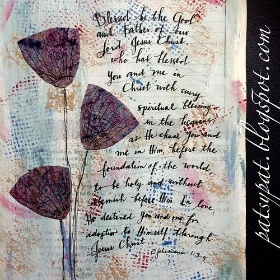 Blessed be the God
and Father of our
Lord Jesus Christ,
who has blessed
you and me in
Christ with every
spiritual blessing
in the heavens,
as He chose you and
me in Him, before the
foundation of the world
to be holy and without
blemish before Him. In love,
He destined you and me for
adoption to Himself through
Jesus Christ...
Ephesians 1:3-5
patsypat.blogspot.com